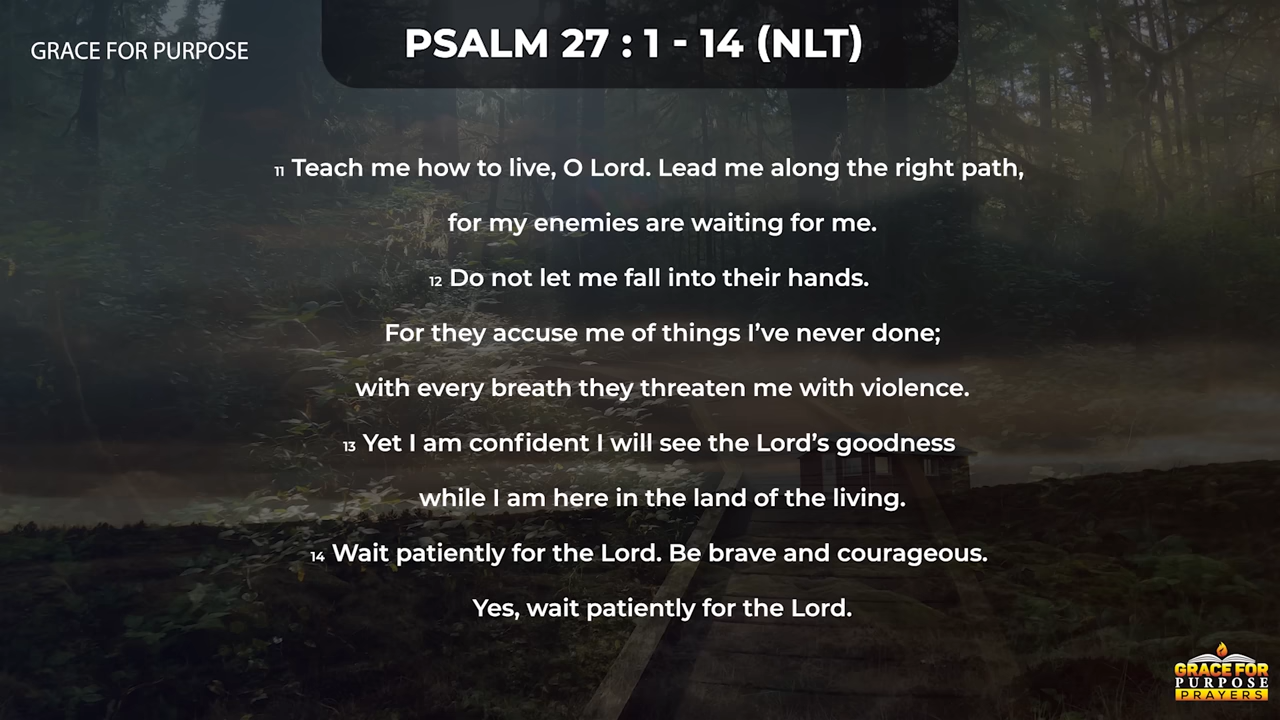 GRACE FOR PURPOSE
PSALM 27 : 1 - 14 (NLT)
11 Teach me how to live, O Lord. Lead me along the right path,
for my enemies are waiting for me.
12 Do not let me fall into their hands.
For they accuse me of things I’ve never done;
with every breath they threaten me with violence.
13 Yet I am confident I will see the Lord’s goodness
while I am here in the land of the living.
14 Wait patiently for the Lord. Be brave and courageous.
Yes, wait patiently for the Lord.
GRACE FOR
PURPOSE
PRAYERS